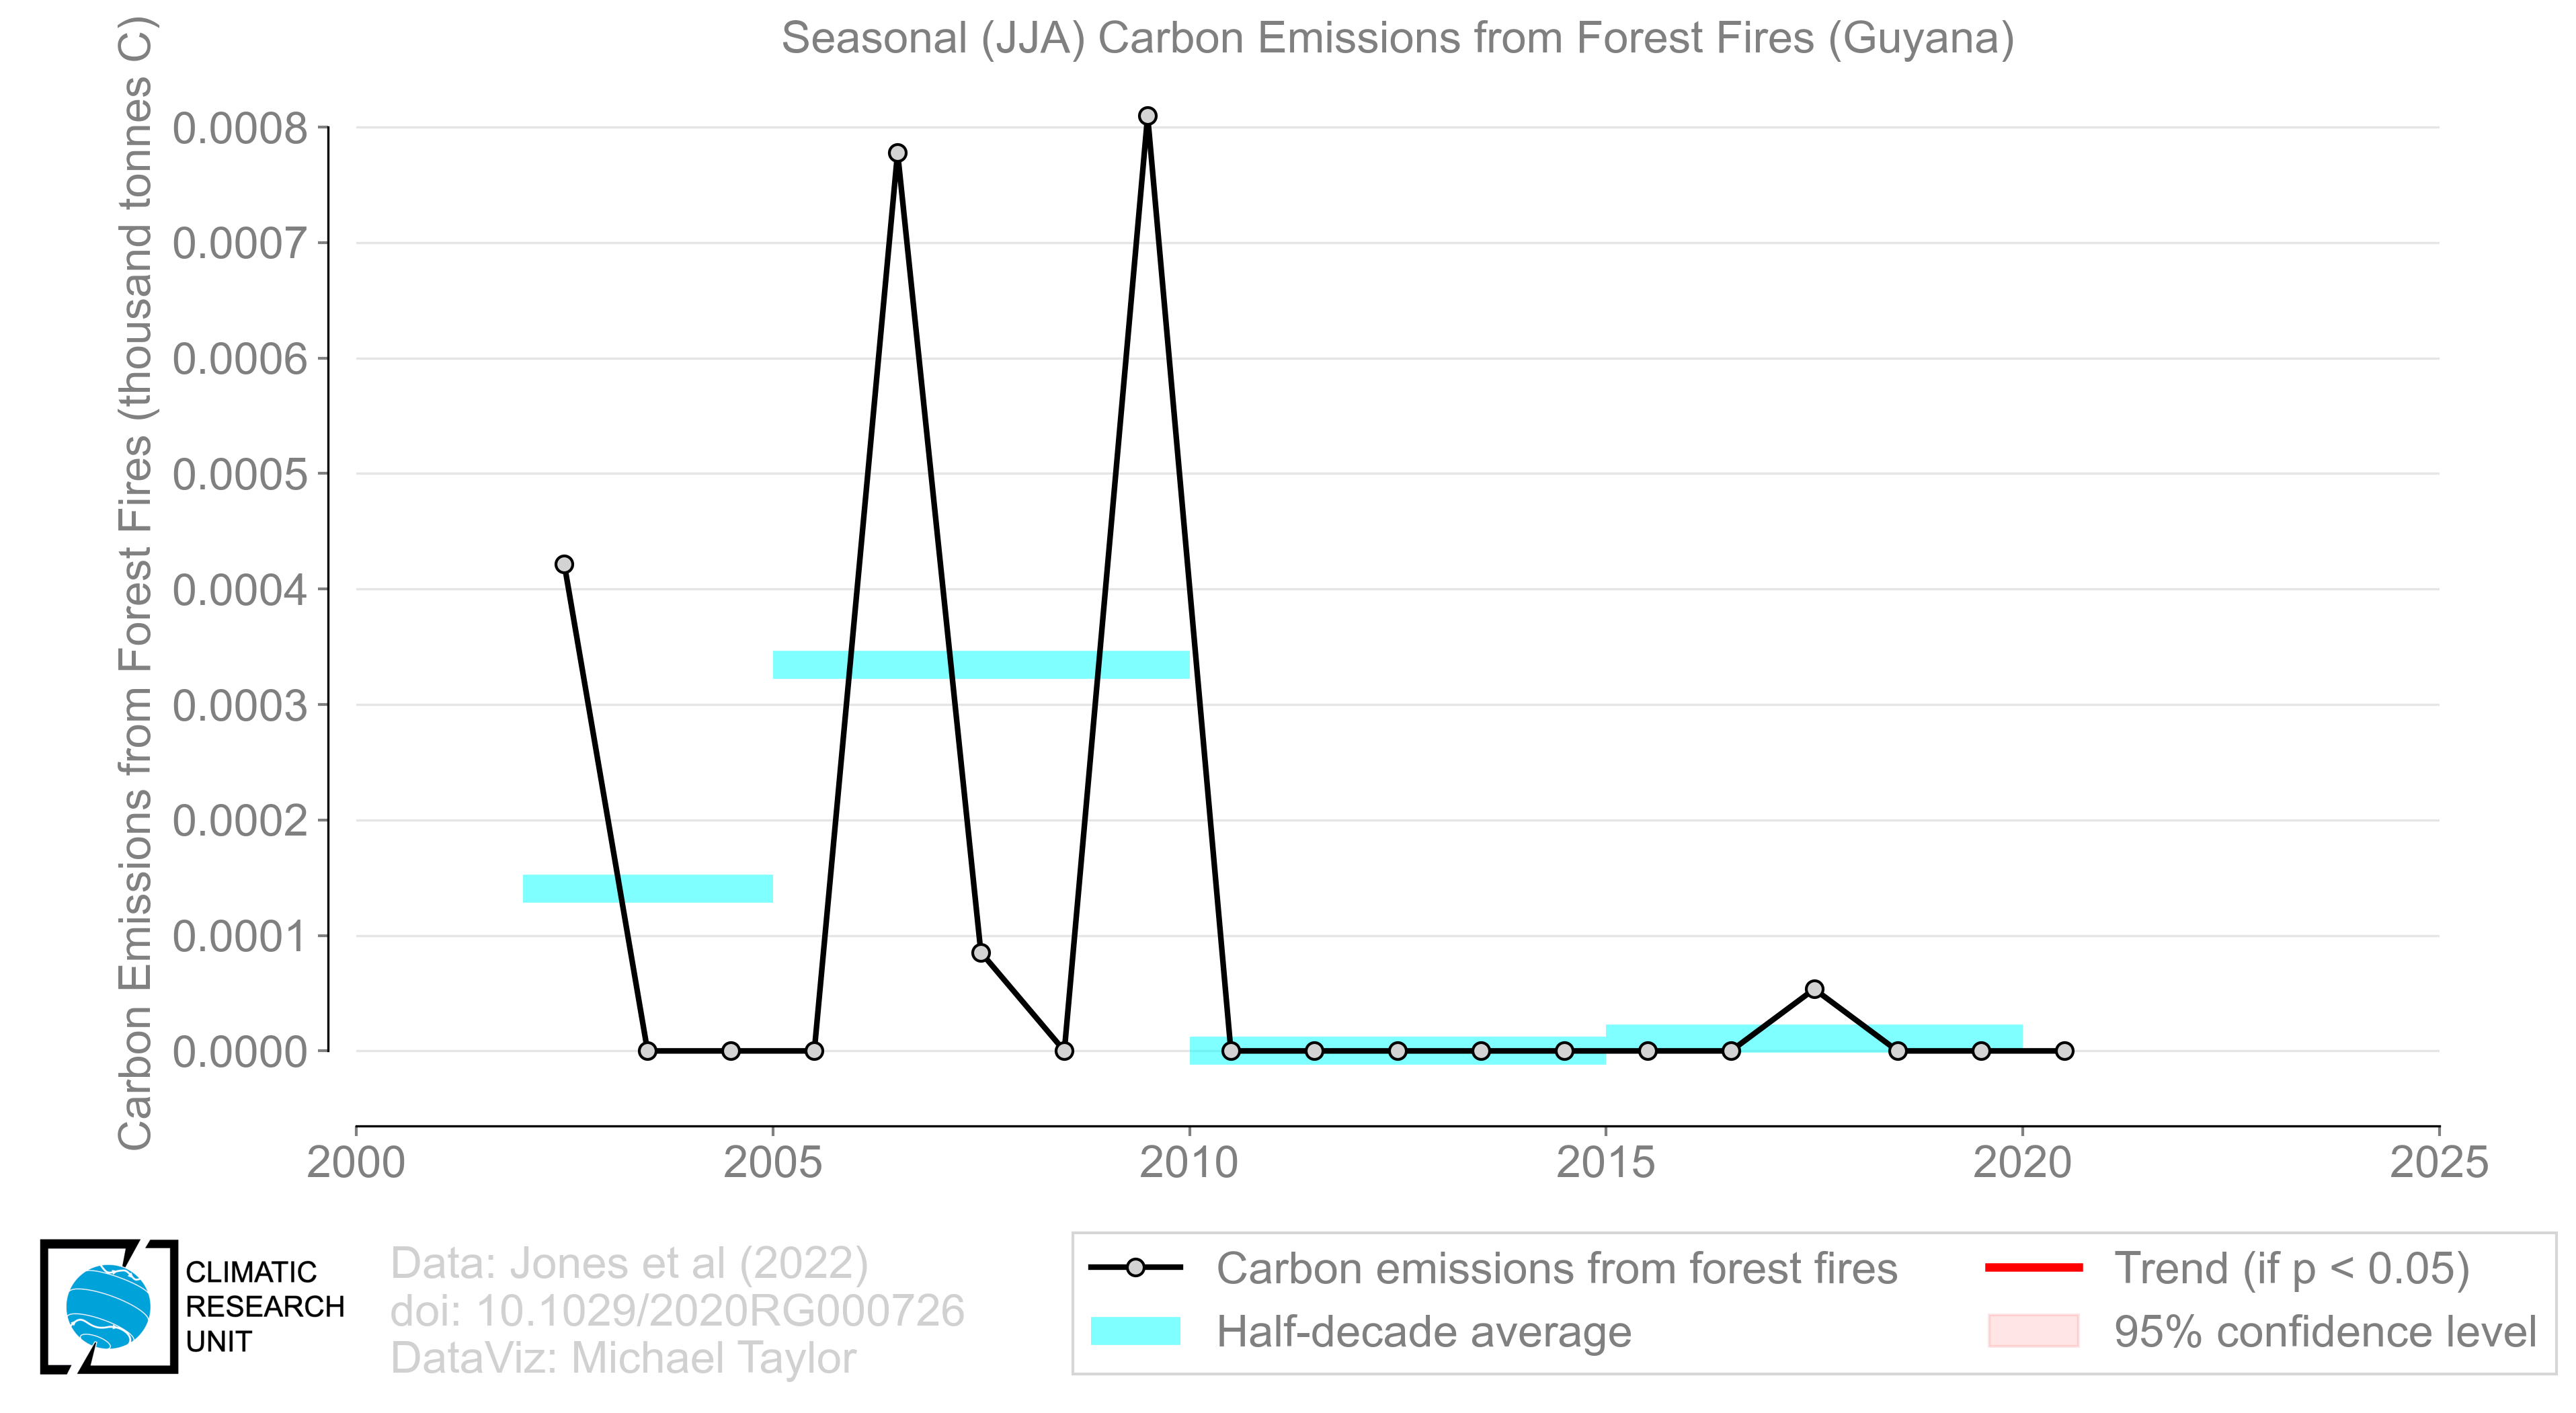 Seasonal (JJA) Carbon Emissions from Forest Fires (Guyana)
Carbon Emissions from Forest Fires (thousand tonnes C)
0.0008
0.0007
0.0006
0.0005
0.0004
0.0003
0.0002
0.0001
0.0000
2000
2005
2010
2015
2020
2025
CLIMATIC
RESEARCH
UNIT
Data: Jones et al (2022)
doi: 10.1029/2020RG000726
DataViz: Michael Taylor
Carbon emissions from forest fires
Half-decade average
Trend (if p < 0.05)
95% confidence level